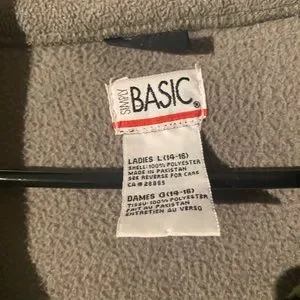 SIMPLY
BASIC®
LADIES L(14-16)
SHELL:100% POLYESTER
MADE IN PAKISTAN
SEE REVERSE FOR CARE
CA# 28885
DAMES G(14-16)
TISSU:100% POLYESTER
FAIT AU PAKISTAN
ENTRETIEN AU VERSO